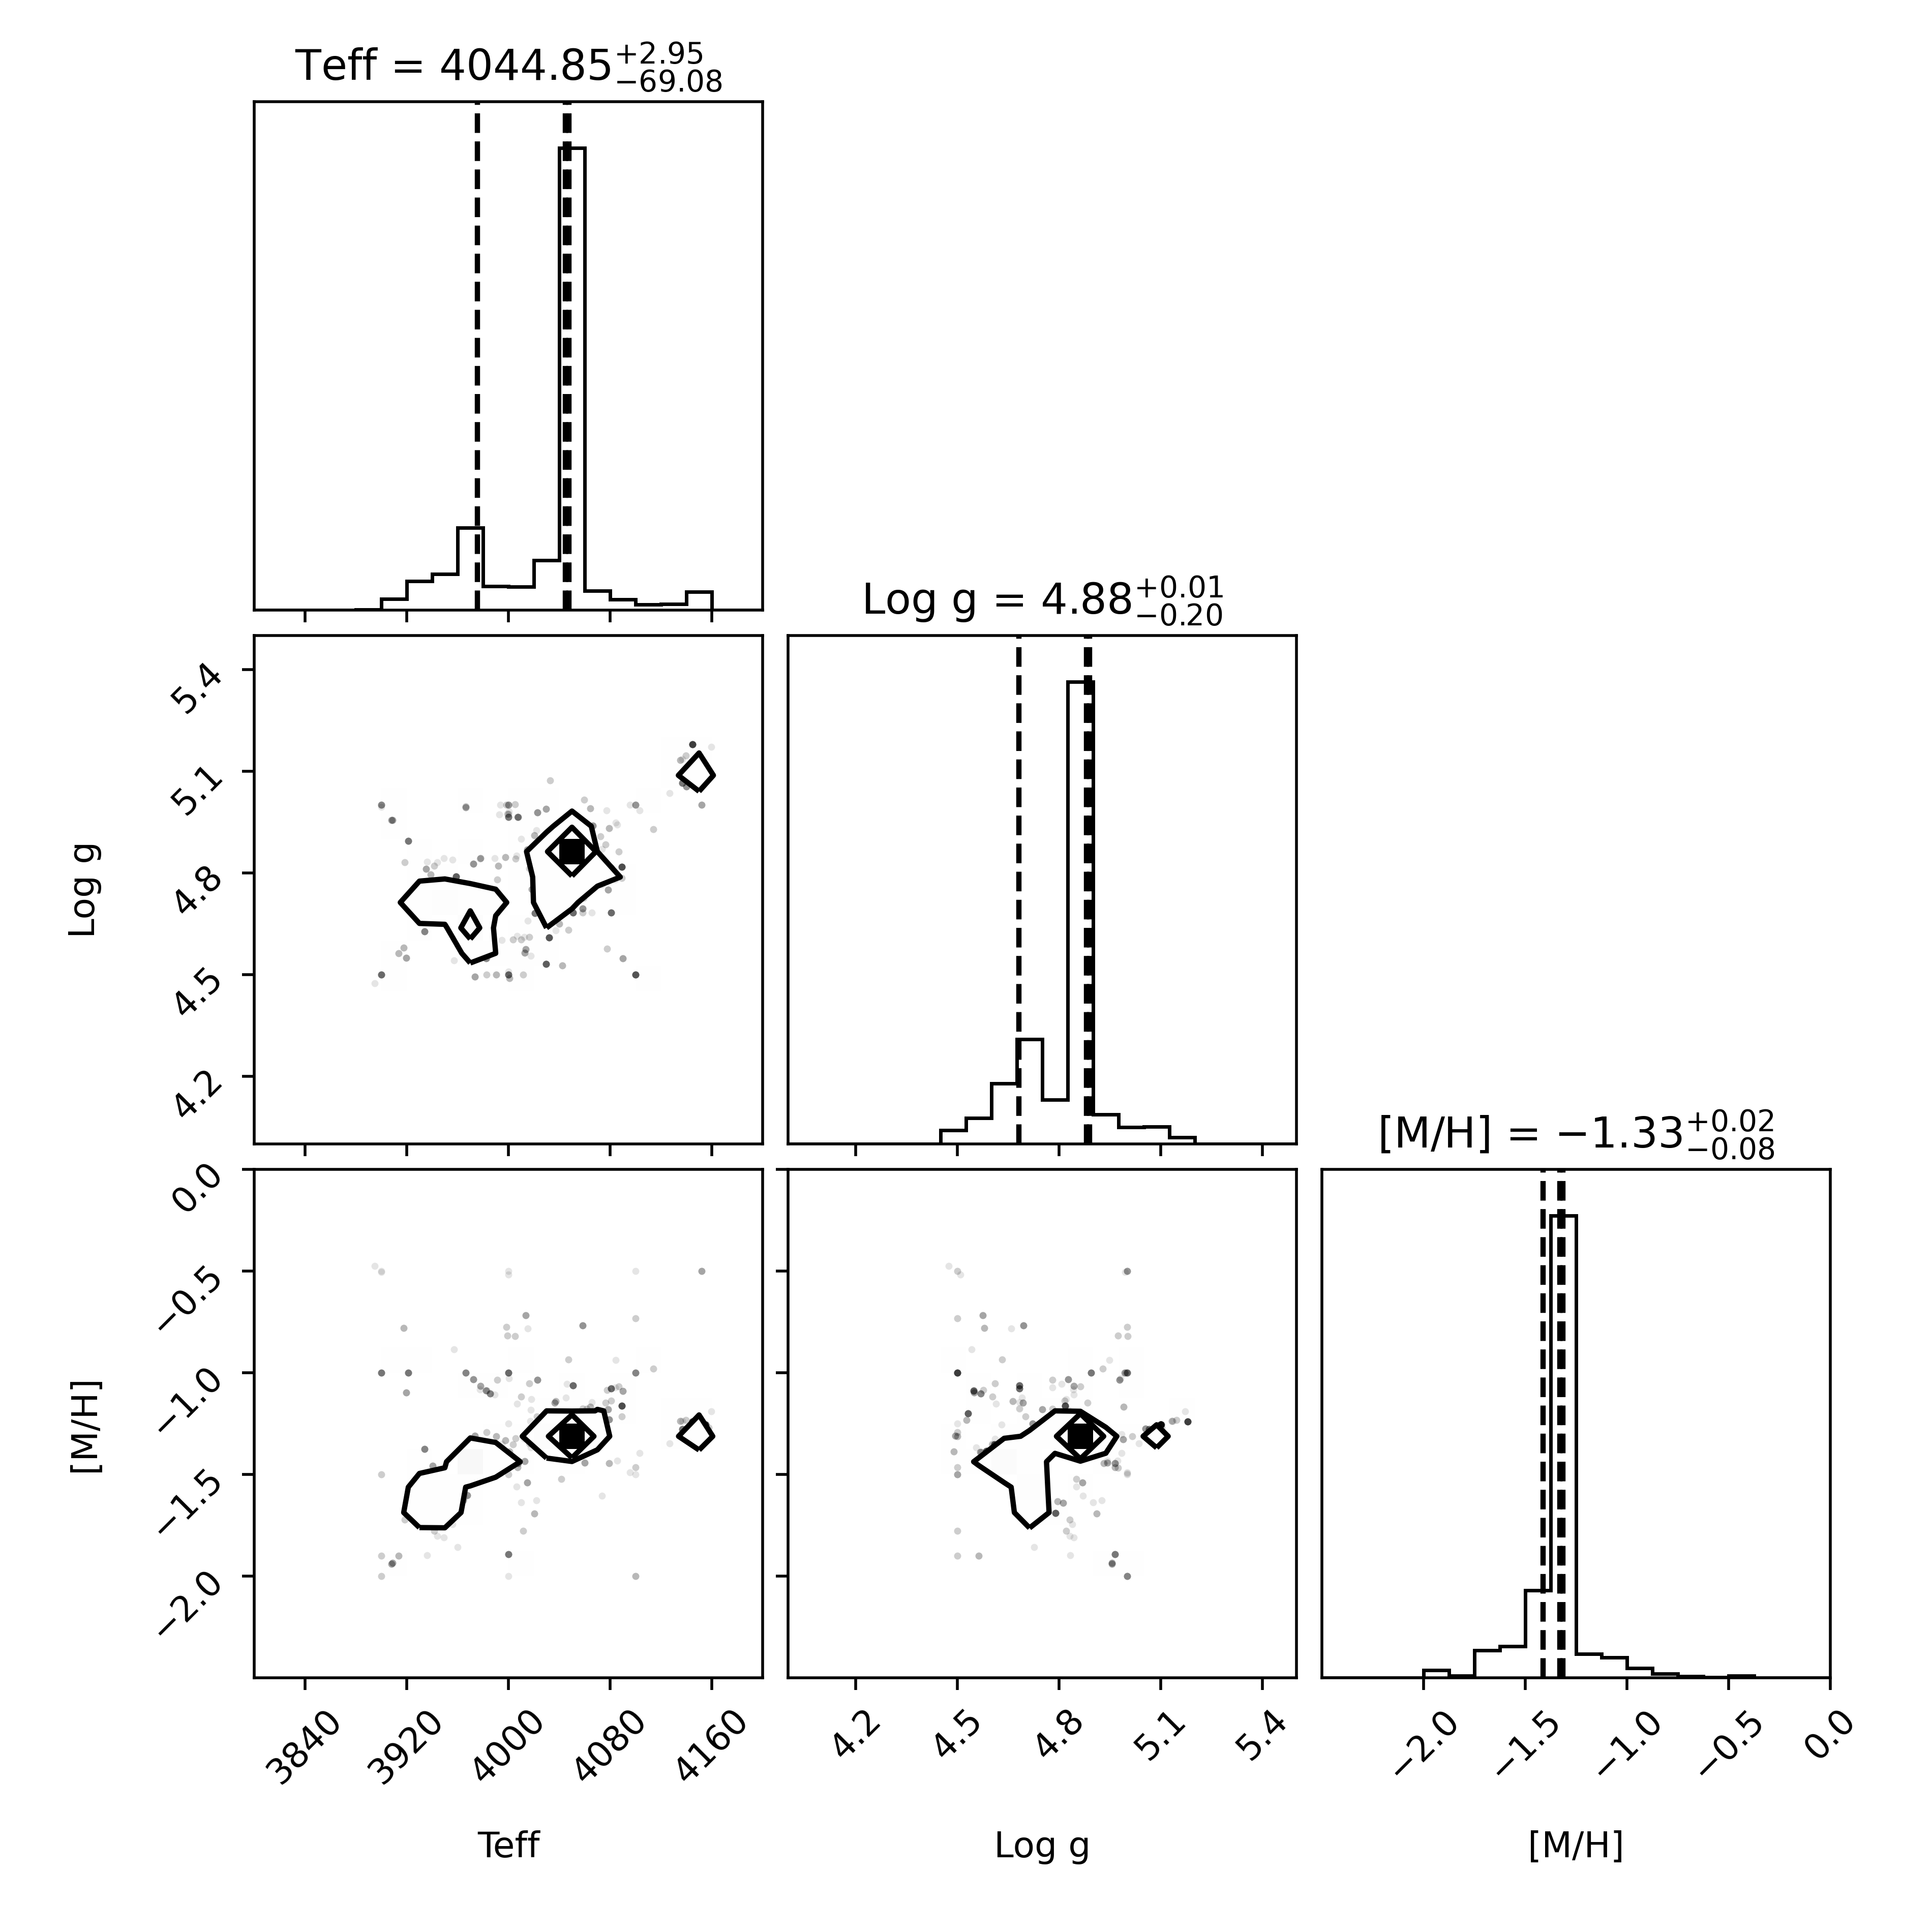 Teff = 4044.85+2.95 −69.08
Log g = 4.88+0.01 −0.20
5.4
5.1
4.8
4.5
4.2
Log g
[M/H] = −1.33+0.02 −0.08
0.0
−0.5
−1.0
−1.5
−2.0
[M/H]
3840 3920 4000 4080 4160
4.2 4.5 4.8 5.1 5.4
−2.0 −1.5 −1.0 −0.5 0.0
Teff
Log g
[M/H]